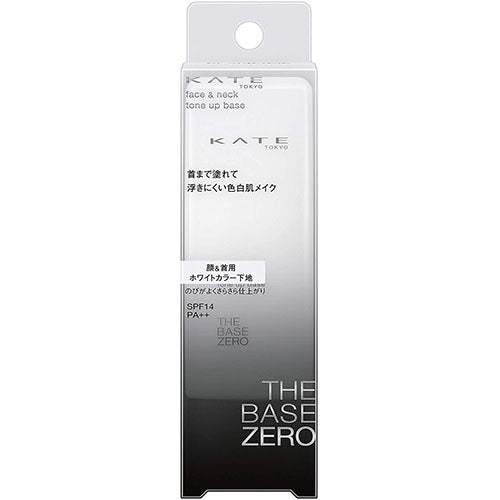 KATE
TOKYO
face & neck
tone up base
KATE
TOKYO
首まで塗れて
浮きにくい色白肌メイク
顔&首用
ホワイトカラー下地
tone up base
のびがよくさらさら仕上がり
SPF14
PA++
THE
BASE
ZERO
THE
BASE
ZERO